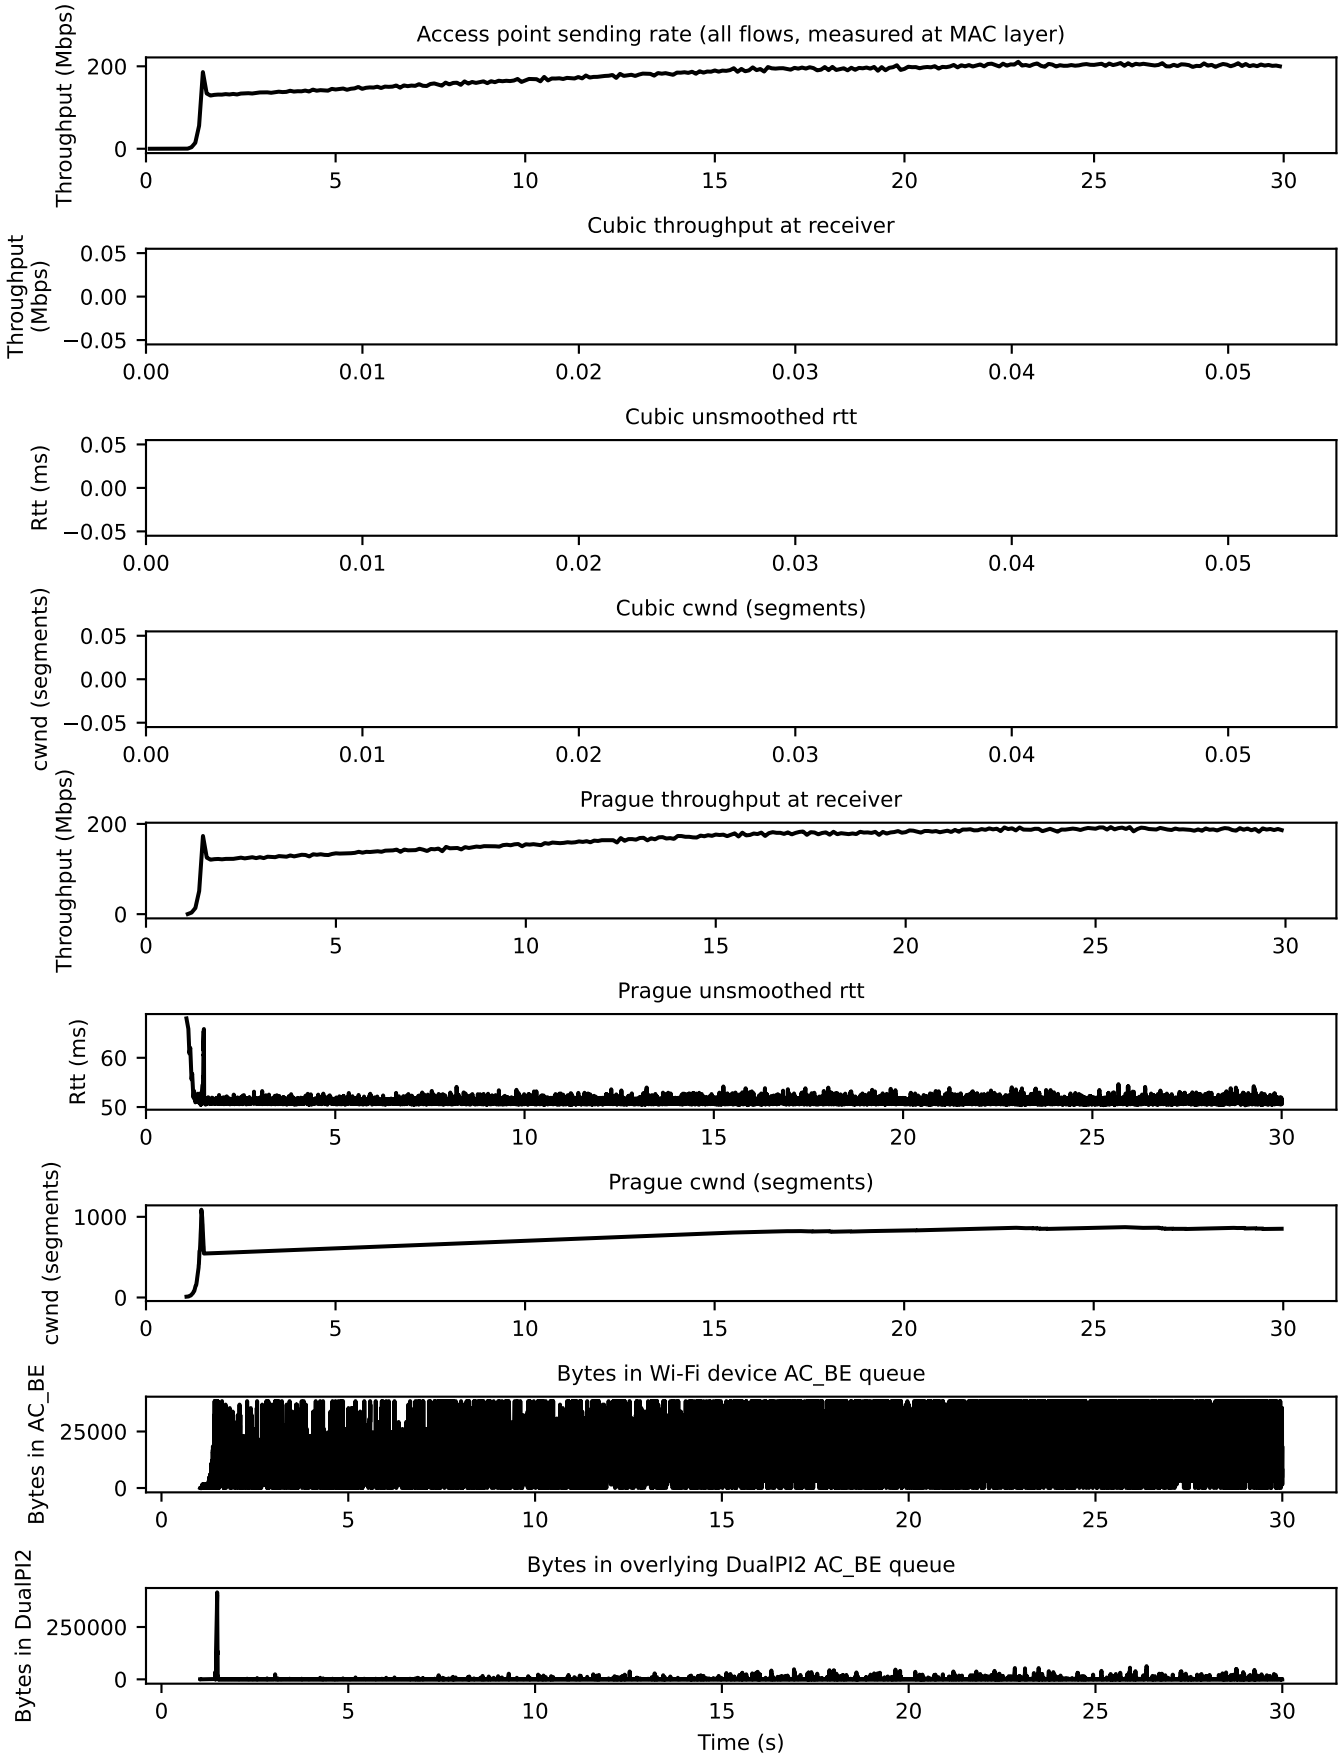 Access point sending rate (all flows, measured at MAC layer)
Throughput (Mbps)
200
0
0 5 10 15 20 25 30
Cubic throughput at receiver
Throughput
(Mbps)
0.05
0.00
−0.05
0.00 0.01 0.02 0.03 0.04 0.05
Cubic unsmoothed rtt
Rtt (ms)
0.05
0.00
−0.05
0.00 0.01 0.02 0.03 0.04 0.05
Cubic cwnd (segments)
cwnd (segments)
0.05
0.00
−0.05
0.00 0.01 0.02 0.03 0.04 0.05
Prague throughput at receiver
Throughput (Mbps)
200
0
0 5 10 15 20 25 30
Prague unsmoothed rtt
Rtt (ms)
60
50
0 5 10 15 20 25 30
Prague cwnd (segments)
cwnd (segments)
1000
0
0 5 10 15 20 25 30
Bytes in Wi-Fi device AC_BE queue
Bytes in AC_BE
25000
0
0 5 10 15 20 25 30
Bytes in overlying DualPI2 AC_BE queue
Bytes in DualPI2
250000
0
0 5 10 15 20 25 30
Time (s)